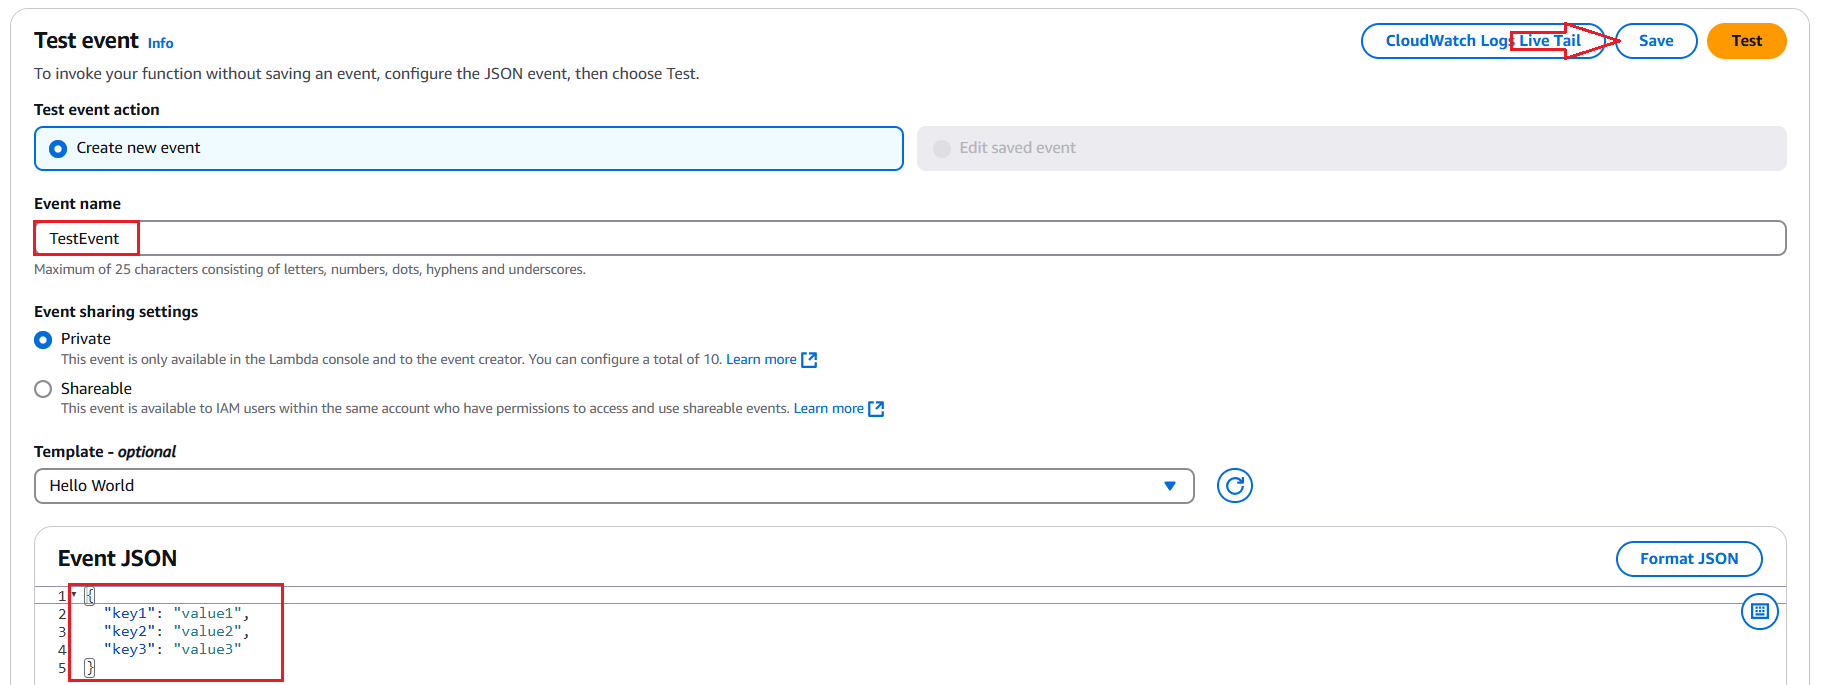 Test event Info
CloudWatch Logs Live Tail
Save
Test
To invoke your function without saving an event, configure the JSON event, then choose Test.
Test event action
Create new event
Edit saved event
Event name
TestEvent
Maximum of 25 characters consisting of letters, numbers, dots, hyphens and underscores.
Event sharing settings
Private
This event is only available in the Lambda console and to the event creator. You can configure a total of 10. Learn more
Shareable
This event is available to IAM users within the same account who have permissions to access and use shareable events. Learn more
Template - optional
Hello World
Event JSON
Format JSON
1 {
2 "key1": "value1",
3 "key2": "value2",
4 "key3": "value3"
5 }